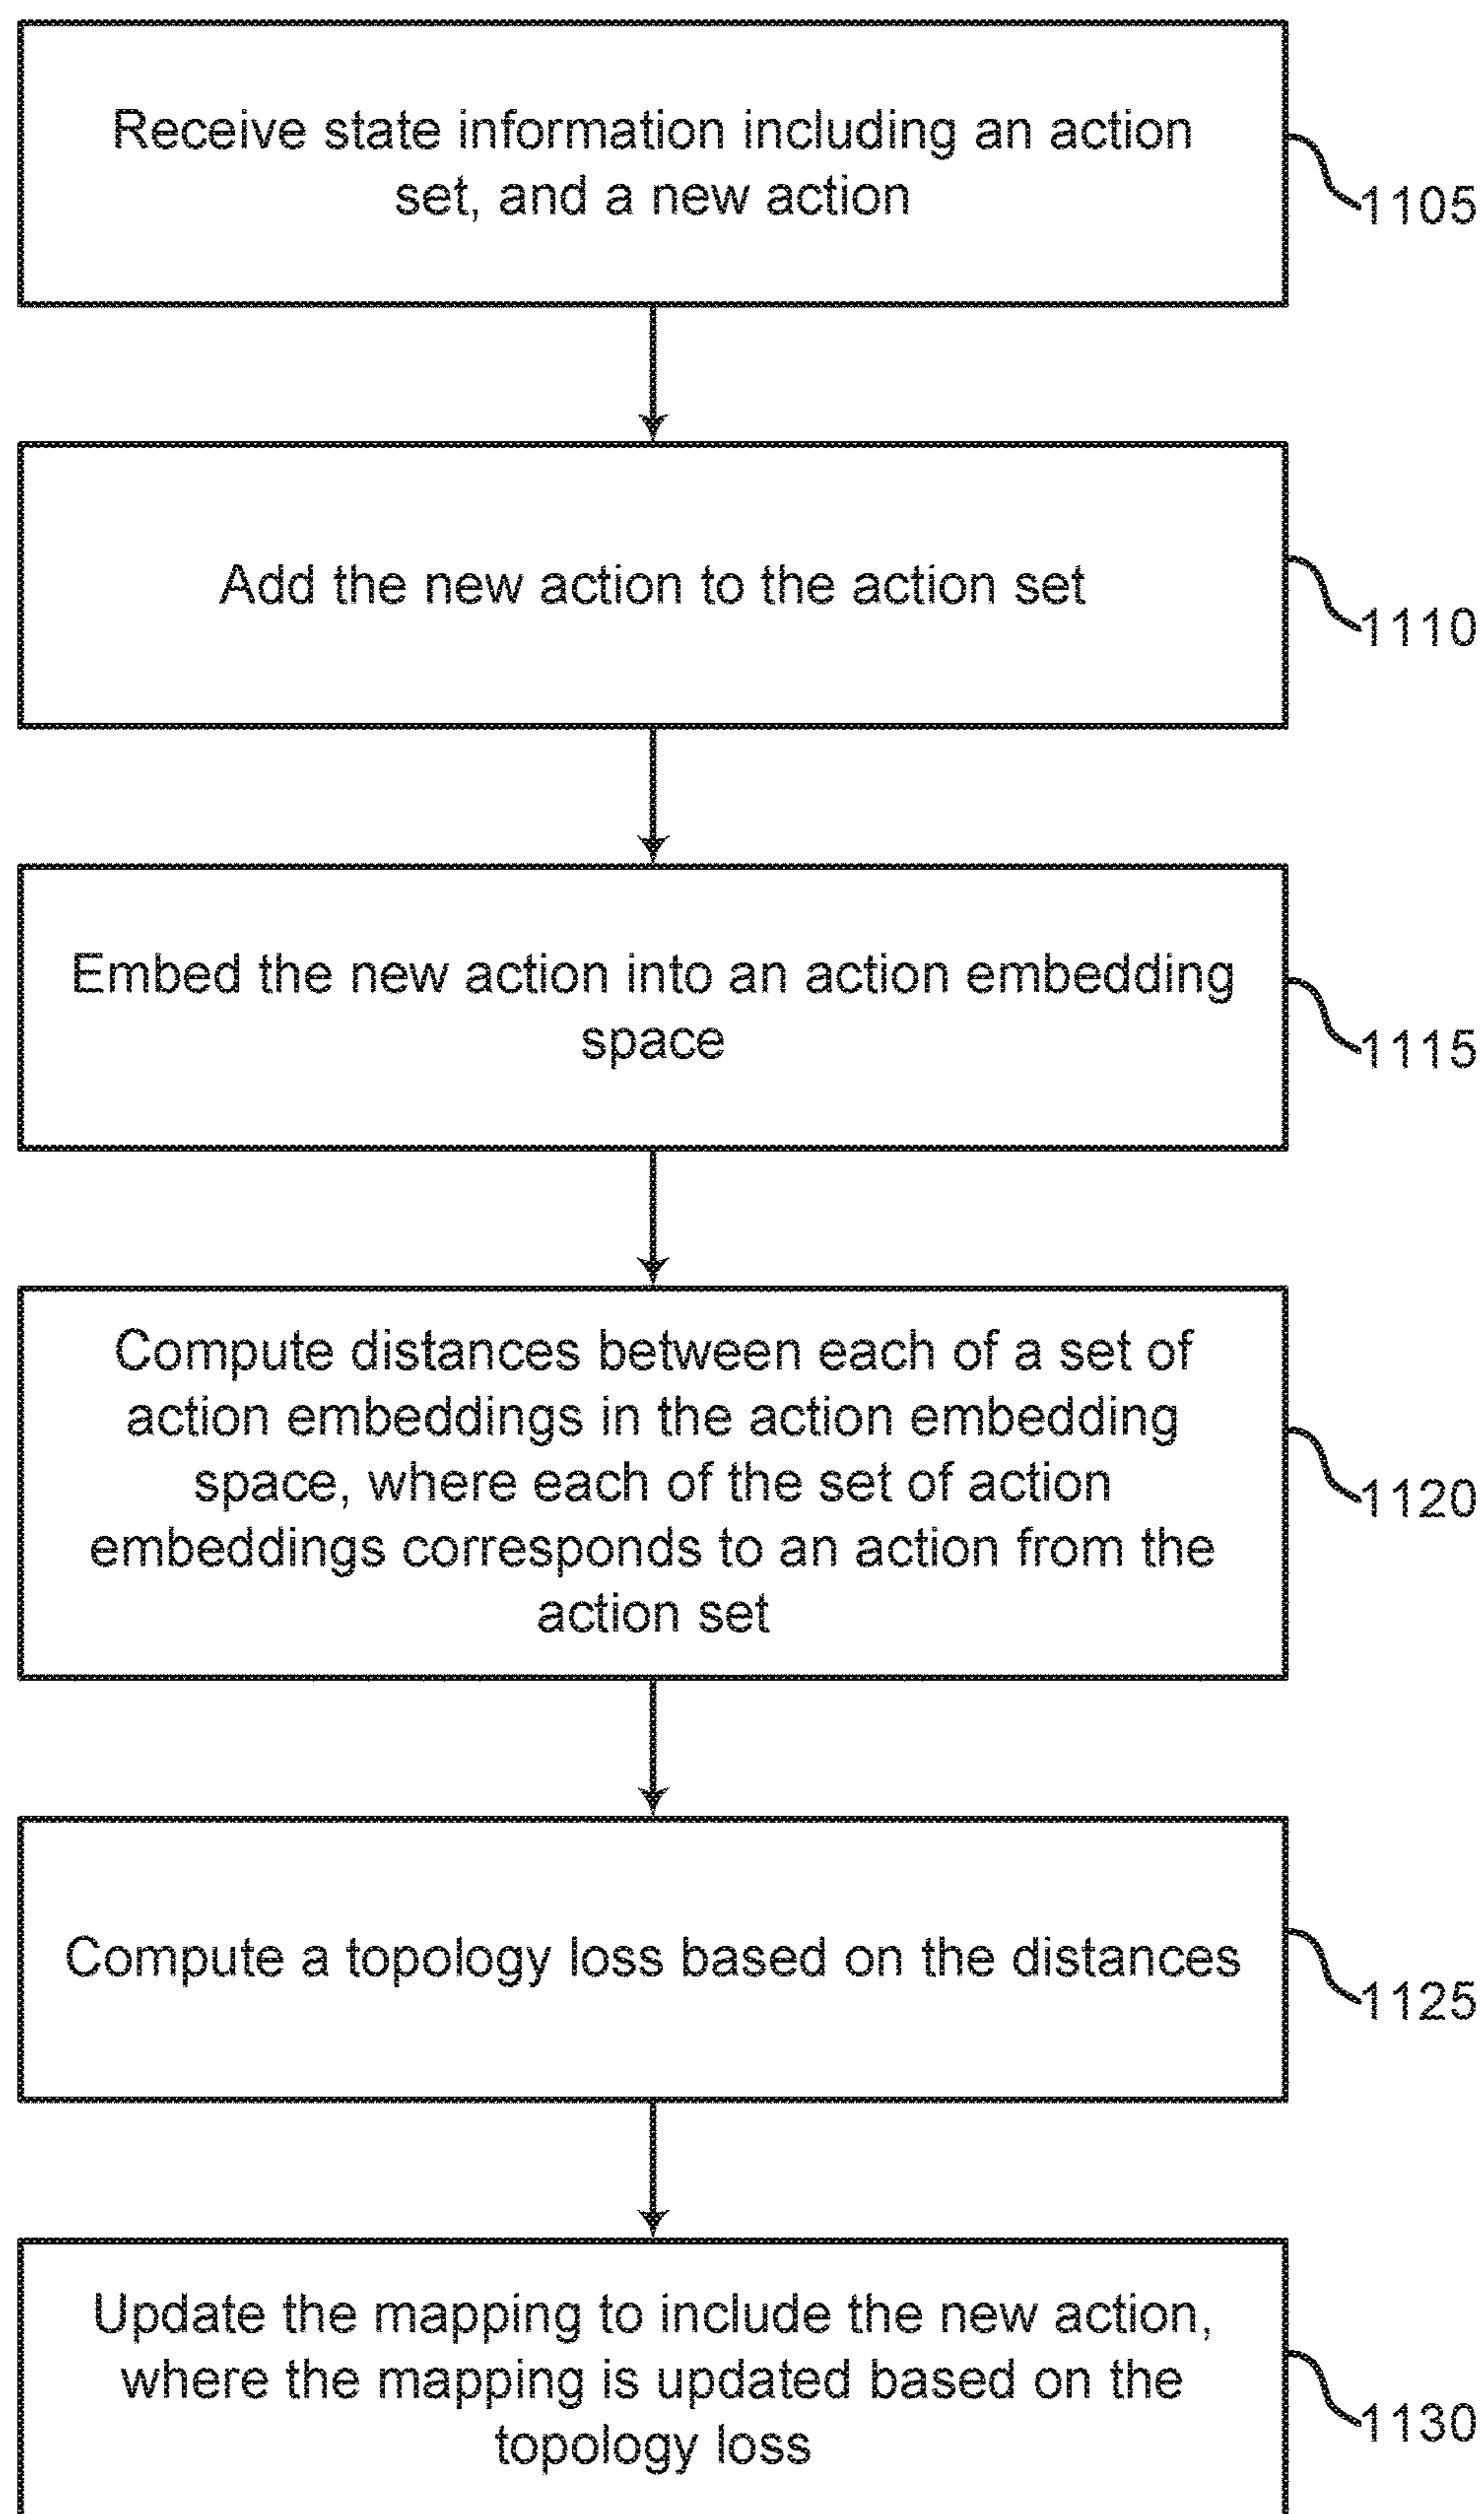 Receive state information including an action
set, and a new action
1105
Add the new action to the action set
1110
Embed the new action into an action embedding
space
1115
Compute distances between each of a set of
action embeddings in the action embedding
space, where each of the set of action
embeddings corresponds to an action from the
action set
1120
Compute a topology loss based on the distances
1125
Update the mapping to include the new action,
where the mapping is updated based on the
topology loss
1130